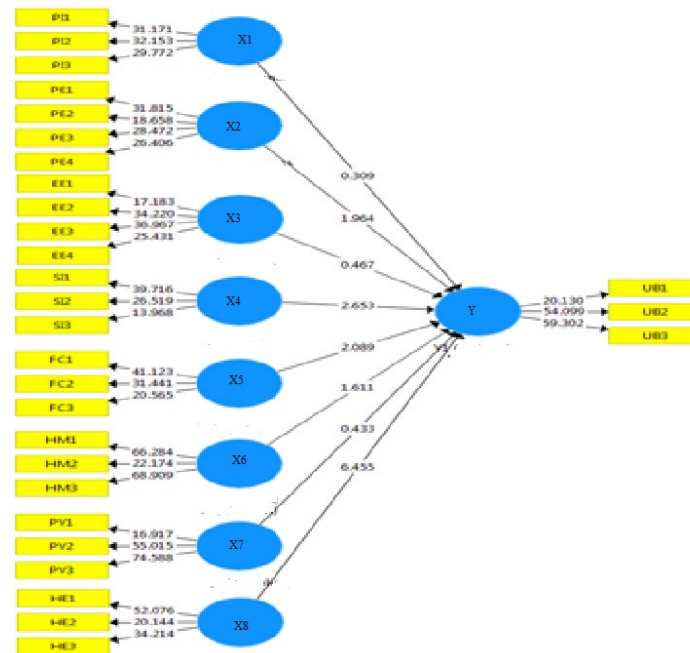 PI1
PI2
PI3
31.171
32.153
29.772
X1
PE1
PE2
PE3
PE4
31.815
18.658
28.472
26.406
X2
EE1
EE2
EE3
EE4
17.183
34.220
36.967
25.431
X3
SI1
SI2
SI3
39.716
26.519
13.968
X4
FC1
FC2
FC3
41.123
31.441
20.565
X5
HM1
HM2
HM3
66.284
22.174
68.909
X6
PV1
PV2
PV3
16.917
55.015
74.588
X7
HE1
HE2
HE3
52.076
20.144
34.214
X8
0.309
1.964
0.467
2.653
2.089
1.611
0.433
6.455
Y
20.130
54.099
59.302
UB1
UB2
UB3